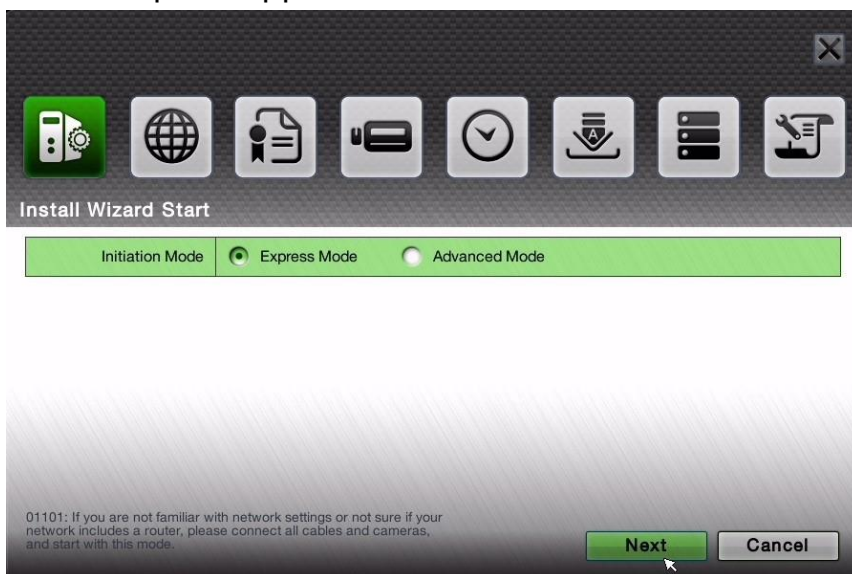 Install Wizard Start
Initiation Mode Express Mode Advanced Mode
01101: If you are not familiar with network settings or not sure if your
network includes a router, please connect all cables and cameras,
and start with this mode.
Next Cancel